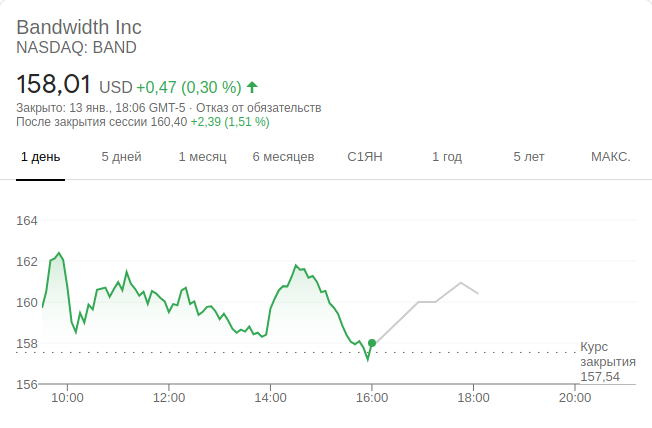 Bandwidth Inc
NASDAQ: BAND
158,01 USD +0,47 (0,30 %)
Закрыто: 13 янв., 18:06 GMT-5 · Отказ от обязательств
После закрытия сессии 160,40 +2,39 (1,51 %)
1 день 5 дней 1 месяц 6 месяцев С1ЯН 1 год 5 лет МАКС.
164
162
160
158
Курс
закрытия
157,54
156
10:00 12:00 14:00 16:00 18:00 20:00